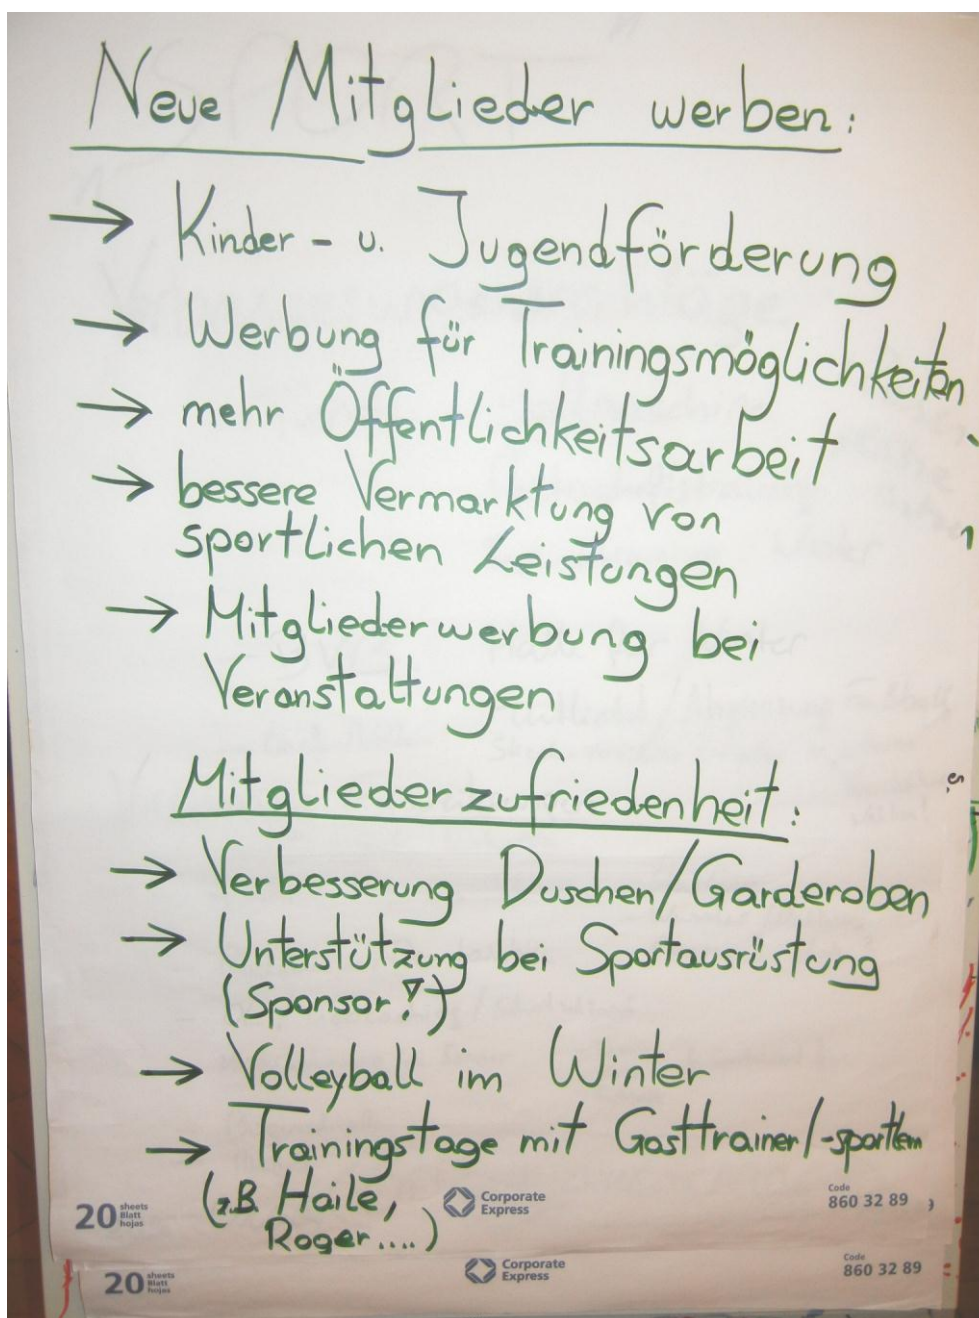 Neue Mitglieder werben:
→ Kinder- u. Jugendförderung
→ Werbung für Trainingsmöglichkeiten
→ mehr Öffentlichkeitsarbeit
→ bessere Vermarktung von
sportlichen Leistungen
→ Mitgliederwerbung bei
Veranstaltungen
Mitgliederzufriedenheit:
→ Verbesserung Duschen/Garderoben
→ Unterstützung bei Sportausrüstung
(Sponsor?)
→ Volleyball im Winter
→ Trainingstage mit Gasttrainer/-sportlern
(z.B. Haile,
Roger....)
20 sheets Blatt hojas
Corporate Express
Code 860 32 89
20 sheets Blatt hojas
Corporate Express
Code 860 32 89